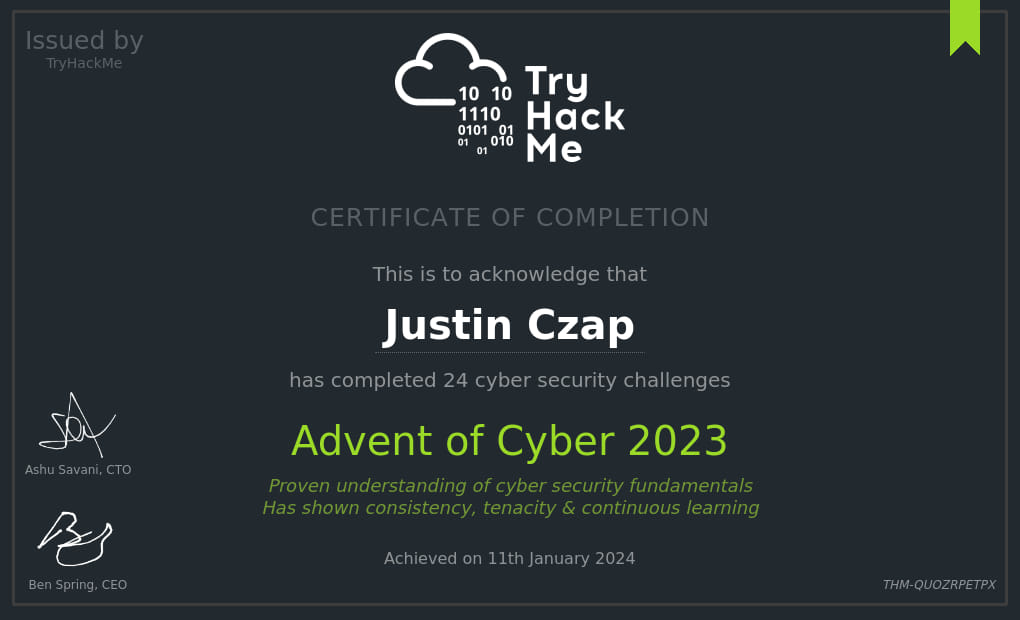 Issued by
TryHackMe
10 10
1110
0101 01
01 010
01
Try
Hack
Me
CERTIFICATE OF COMPLETION
This is to acknowledge that
Justin Czap
has completed 24 cyber security challenges
Advent of Cyber 2023
Proven understanding of cyber security fundamentals
Has shown consistency, tenacity & continuous learning
Achieved on 11th January 2024
Ashu Savani, CTO
Ben Spring, CEO
THM-QUOZRPETPX